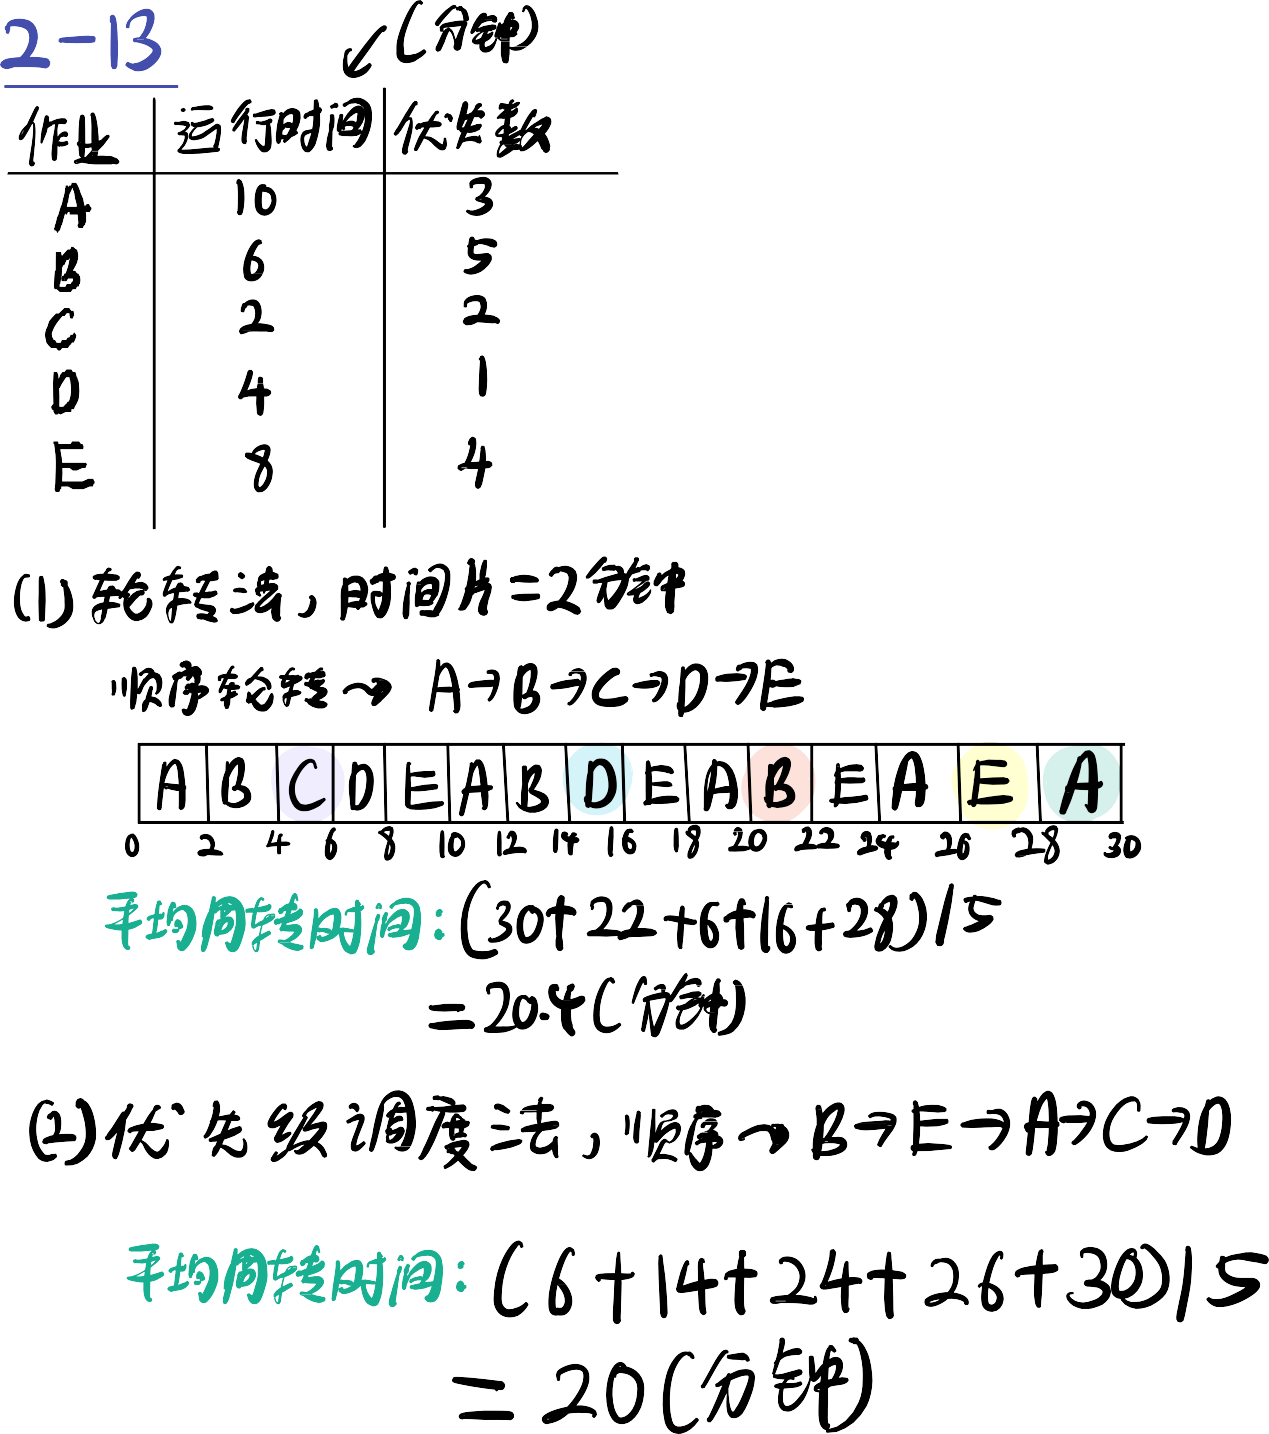 2-13
(分钟)
作业 运行时间 优先数
A 10 3
B 6 5
C 2 2
D 4 1
E 8 4
(1) 轮转法, 时间片=2分钟
顺序轮转→ A→B→C→D→E
A B C D E A B D E A B E A E A
0 2 4 6 8 10 12 14 16 18 20 22 24 26 28 30
平均周转时间: (30+22+6+16+28)/5
=20.4(分钟)
(2) 优先级调度法, 顺序→ B→E→A→C→D
平均周转时间: (6+14+24+26+30)/5
= 20(分钟)